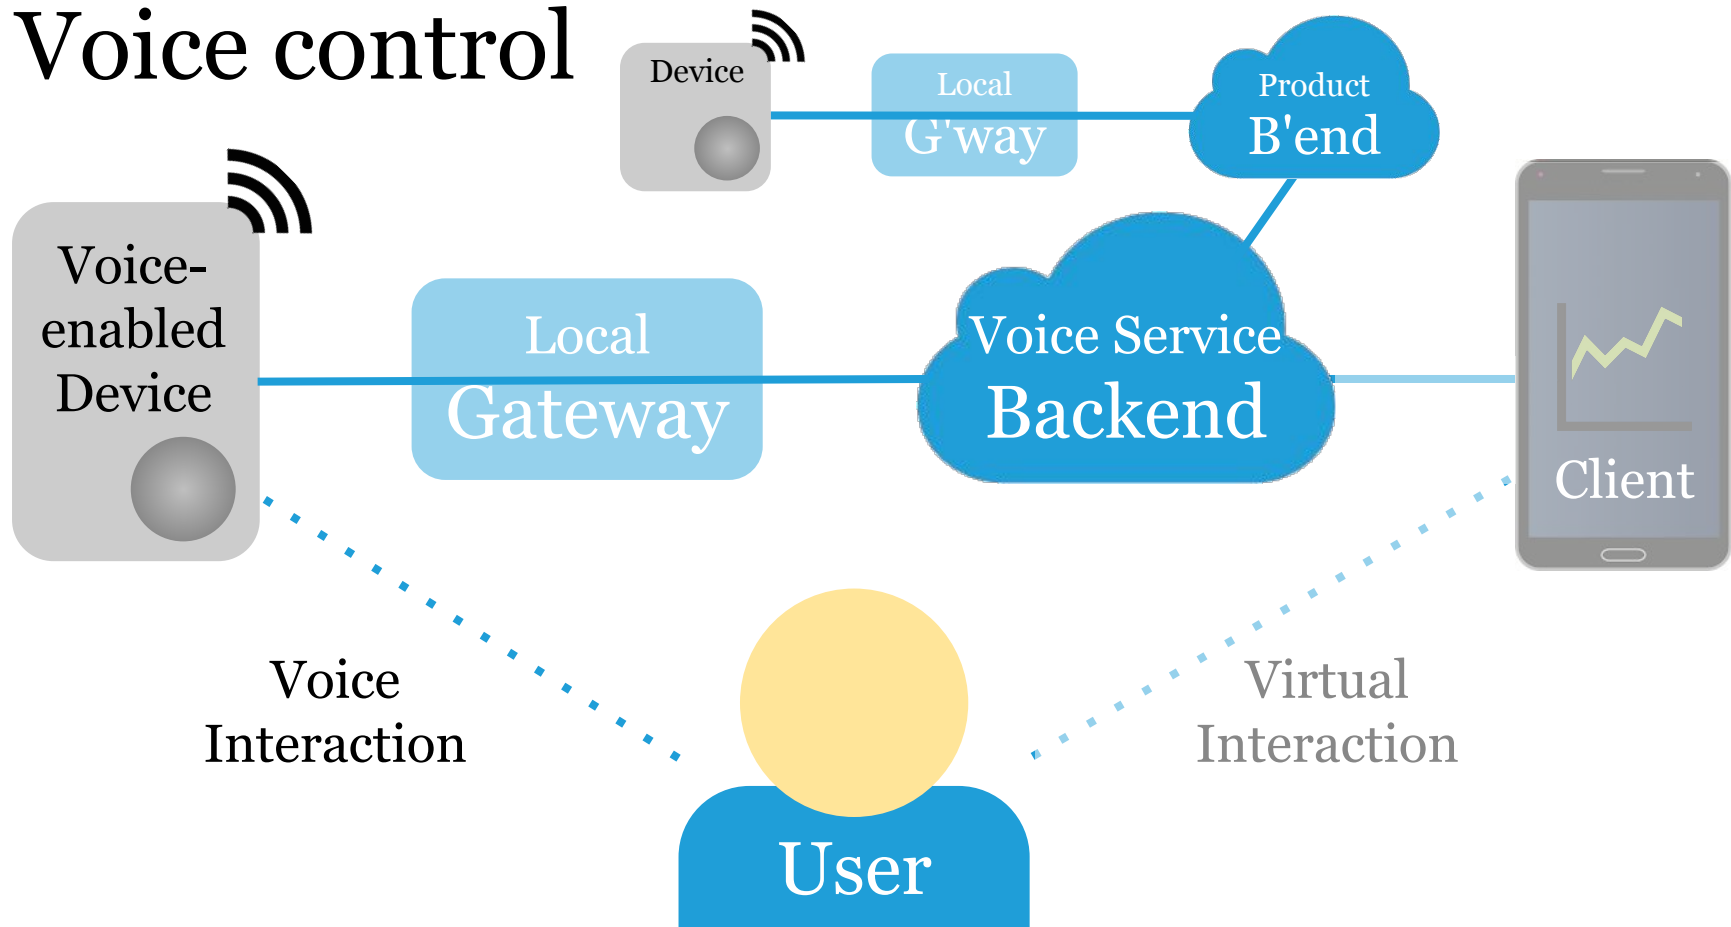 Voice control
Device
Local
G'way
Product
B'end
Voice-
enabled
Device
Local
Gateway
Voice Service
Backend
Client
Voice
Interaction
Virtual
Interaction
User